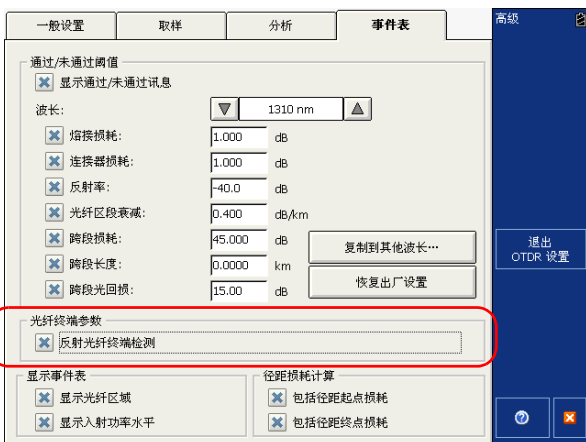 一般设置 取样 分析 事件表 高级
通过/未通过阈值
显示通过/未通过讯息
波长: 1310 nm
熔接损耗: 1.000 dB
连接器损耗: 1.000 dB
反射率: -40.0 dB
光纤区段衰减: 0.400 dB/km
跨段损耗: 45.000 dB 复制到其他波长…
跨段长度: 0.0000 km
跨段光回损: 15.00 dB 恢复出厂设置
退出
OTDR 设置
光纤终端参数
反射光纤终端检测
显示事件表 径距损耗计算
显示光纤区域 包括径距起点损耗
显示入射功率水平 包括径距终点损耗